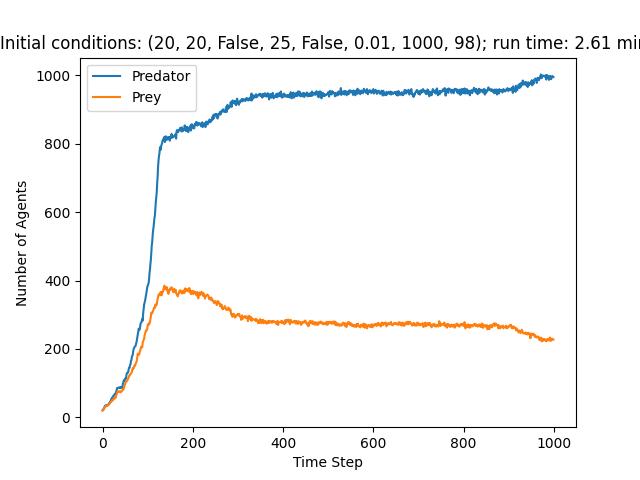 Initial conditions: (20, 20, False, 25, False, 0.01, 1000, 98); run time: 2.61 min
Predator
Prey
Number of Agents
1000
800
600
400
200
0
0 200 400 600 800 1000
Time Step